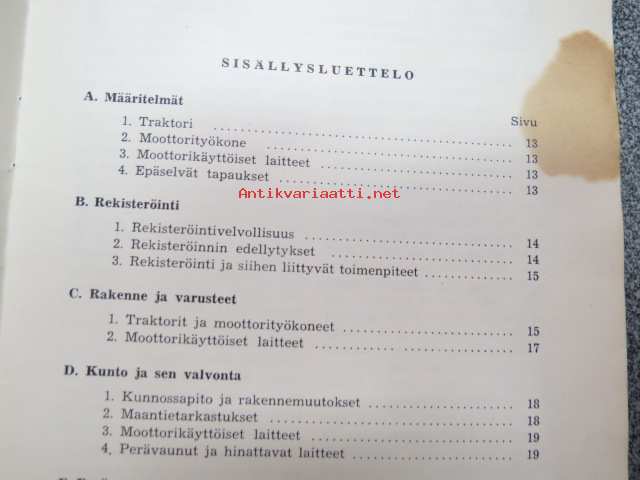 SISÄLLYSLUETTELO
A. Määritelmät
Sivu
1. Traktori 13
2. Moottorityökone 13
3. Moottorikäyttöiset laitteet 13
4. Epäselvät tapaukset 13
Antikvariaatti.net
B. Rekisteröinti
1. Rekisteröintivelvollisuus 14
2. Rekisteröinnin edellytykset 14
3. Rekisteröinti ja siihen liittyvät toimenpiteet 15
C. Rakenne ja varusteet
1. Traktorit ja moottorityökoneet 15
2. Moottorikäyttöiset laitteet 17
D. Kunto ja sen valvonta
1. Kunnossapito ja rakennemuutokset 18
2. Maantietarkastukset 18
3. Moottorikäyttöiset laitteet 19
4. Perävaunut ja hinattavat laitteet 19